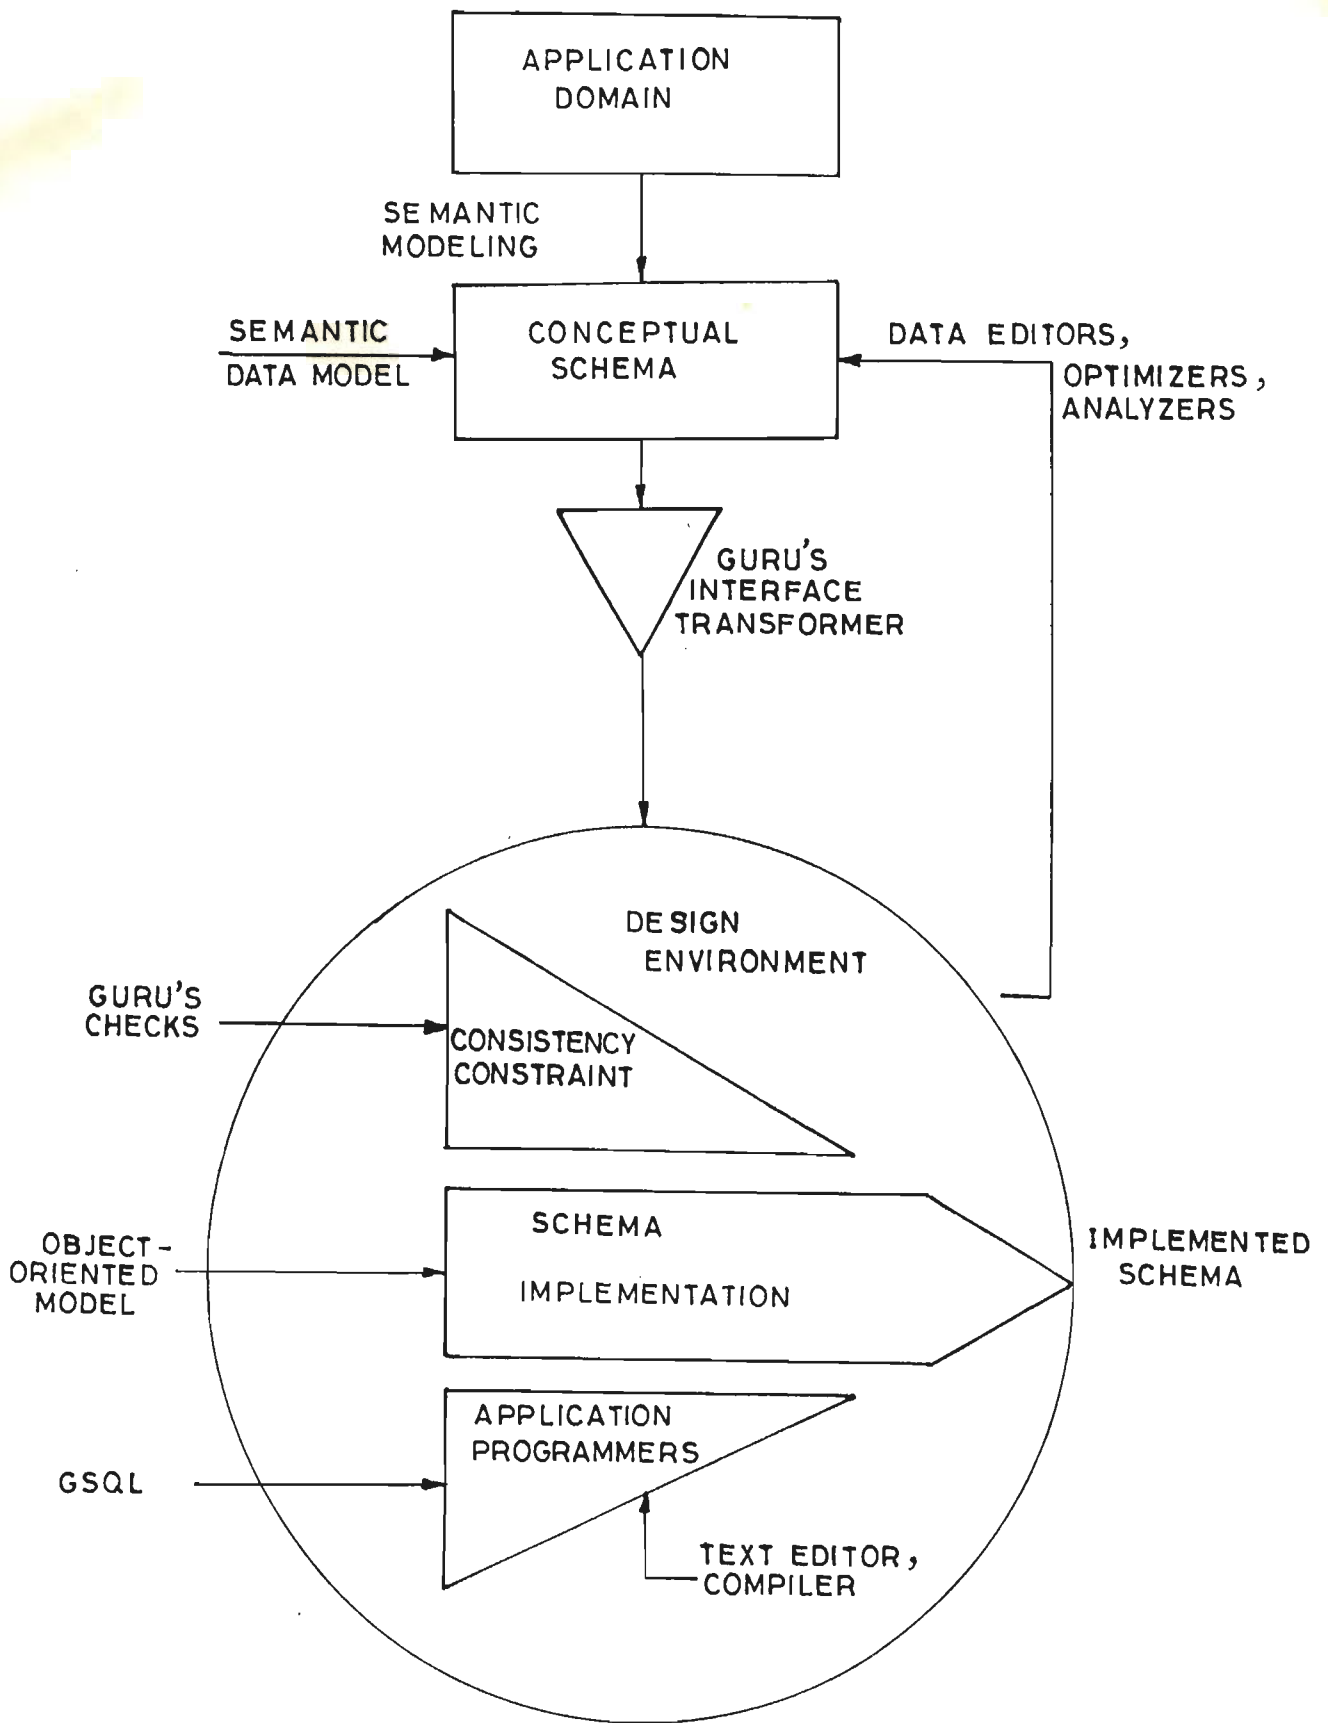 APPLICATION
DOMAIN
SEMANTIC
MODELING
SEMANTIC
DATA MODEL
CONCEPTUAL
SCHEMA
DATA EDITORS,
OPTIMIZERS,
ANALYZERS
GURU'S
INTERFACE
TRANSFORMER
DESIGN
ENVIRONMENT
GURU'S
CHECKS
CONSISTENCY
CONSTRAINT
OBJECT-
ORIENTED
MODEL
SCHEMA
IMPLEMENTATION
IMPLEMENTED
SCHEMA
APPLICATION
PROGRAMMERS
GSQL
TEXT EDITOR,
COMPILER